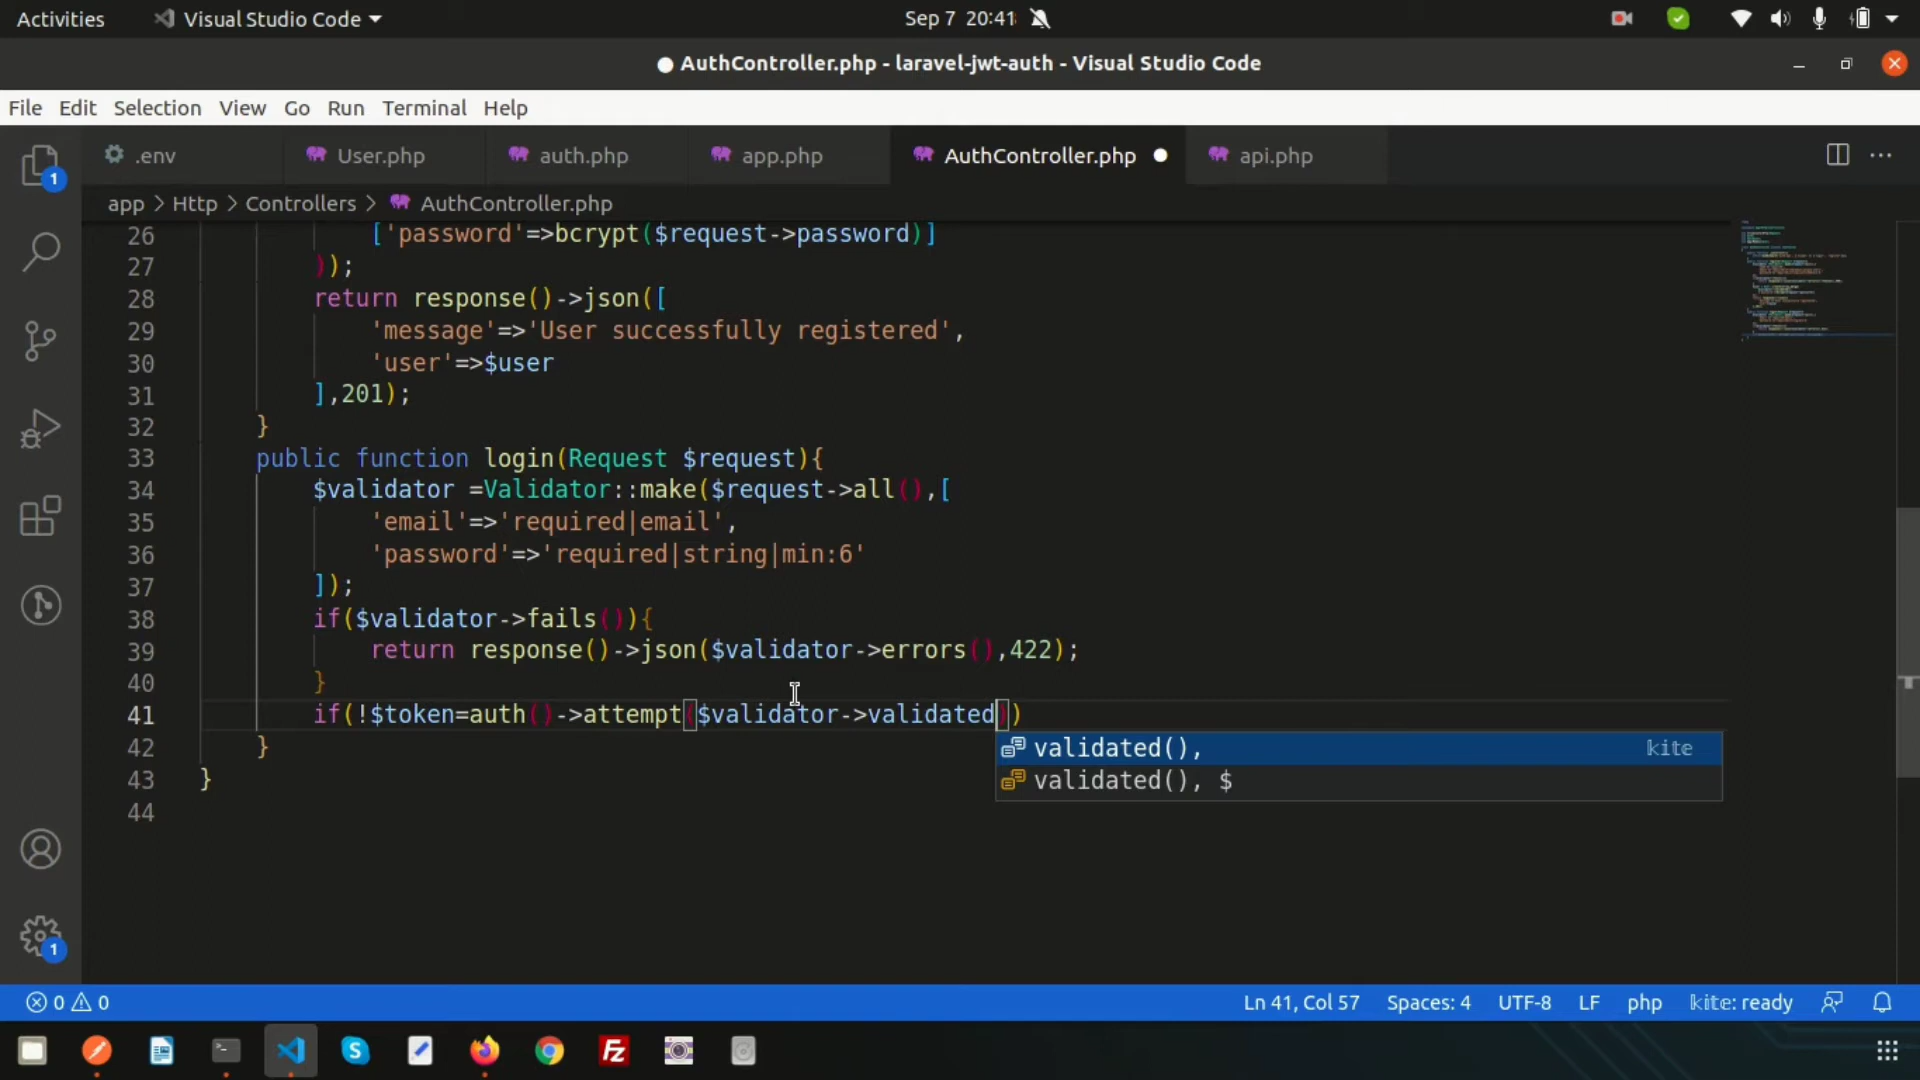 Activities Visual Studio Code Sep 7 20:41
AuthController.php - laravel-jwt-auth - Visual Studio Code
File Edit Selection View Go Run Terminal Help
.env User.php auth.php app.php AuthController.php api.php
app > Http > Controllers > AuthController.php
26 ['password'=>bcrypt($request->password)]
27 ));
28 return response()->json([
29 'message'=>'User successfully registered',
30 'user'=>$user
31 ],201);
32 }
33 public function login(Request $request){
34 $validator =Validator::make($request->all(),[
35 'email'=>'required|email',
36 'password'=>'required|string|min:6'
37 ]);
38 if($validator->fails()){
39 return response()->json($validator->errors(),422);
40 }
41 if(!$token=auth()->attempt($validator->validated))
validated(), kite
validated(), $
42 }
43 }
44
1
1
0 0 Ln 41, Col 57 Spaces: 4 UTF-8 LF php kite: ready
Fz